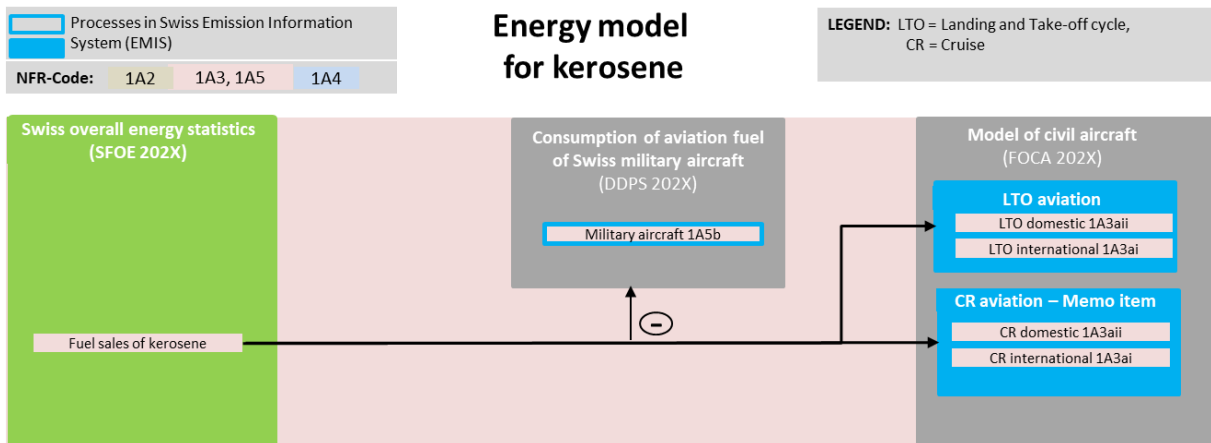 Processes in Swiss Emission Information
System (EMIS)
NFR-Code: 1A2 1A3, 1A5 1A4
Energy model
for kerosene
LEGEND: LTO = Landing and Take-off cycle,
CR = Cruise
Swiss overall energy statistics
(SFOE 202X)
Fuel sales of kerosene
Consumption of aviation fuel
of Swiss military aircraft
(DDPS 202X)
Military aircraft 1A5b
−
Model of civil aircraft
(FOCA 202X)
LTO aviation
LTO domestic 1A3aii
LTO international 1A3ai
CR aviation – Memo item
CR domestic 1A3aii
CR international 1A3ai